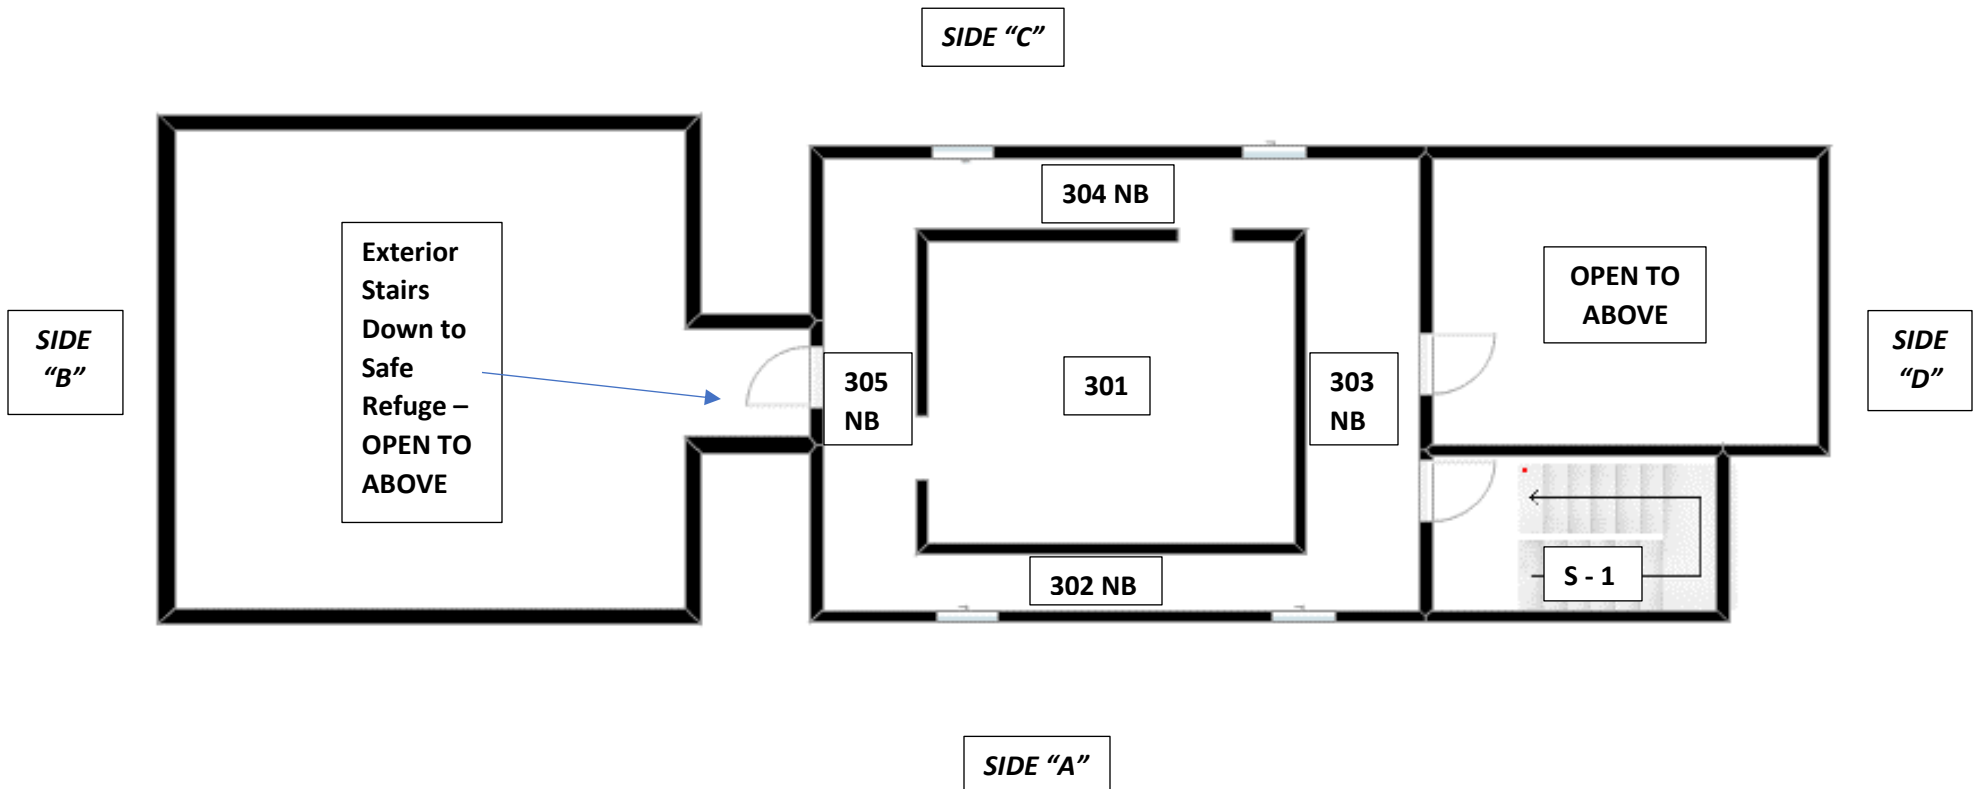 SIDE “C”
304 NB
Exterior
Stairs
Down to
Safe
Refuge –
OPEN TO
ABOVE
OPEN TO
ABOVE
SIDE
“B”
305
NB
301
303
NB
SIDE
“D”
302 NB
S - 1
SIDE “A”